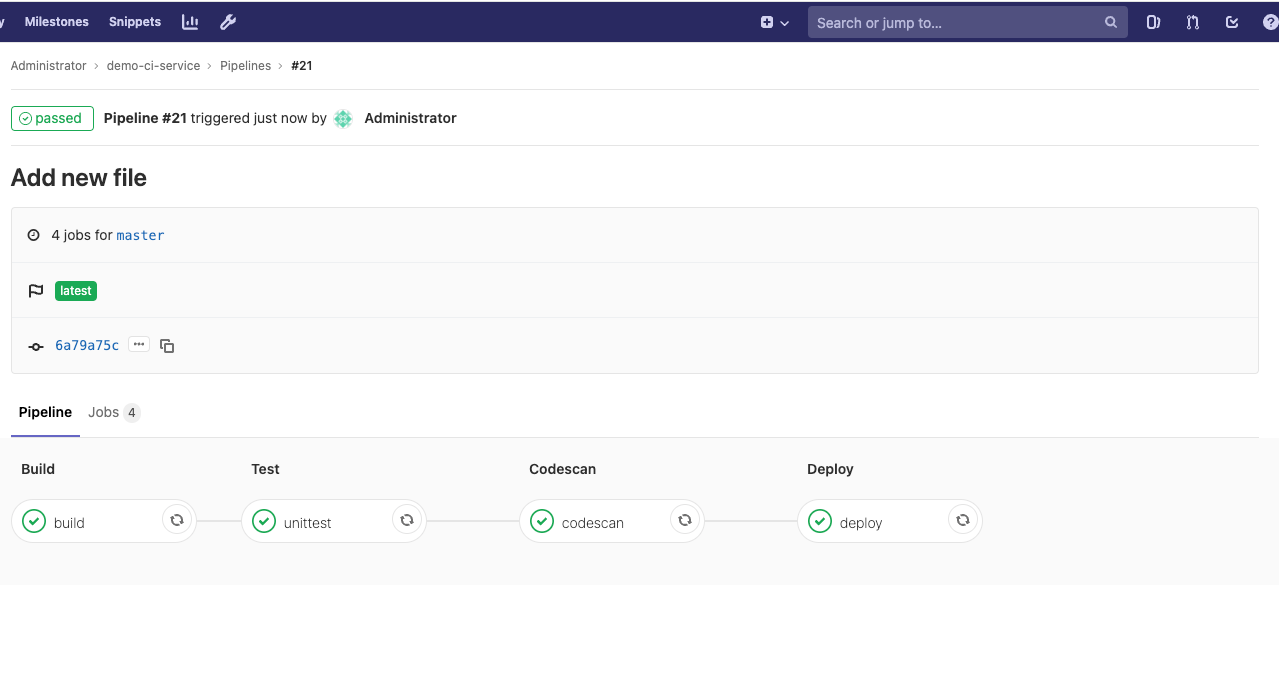 y Milestones Snippets Search or jump to...
Administrator › demo-ci-service › Pipelines › #21
passed Pipeline #21 triggered just now by Administrator
Add new file
4 jobs for master
latest
6a79a75c
Pipeline Jobs 4
Build Test Codescan Deploy
build unittest codescan deploy